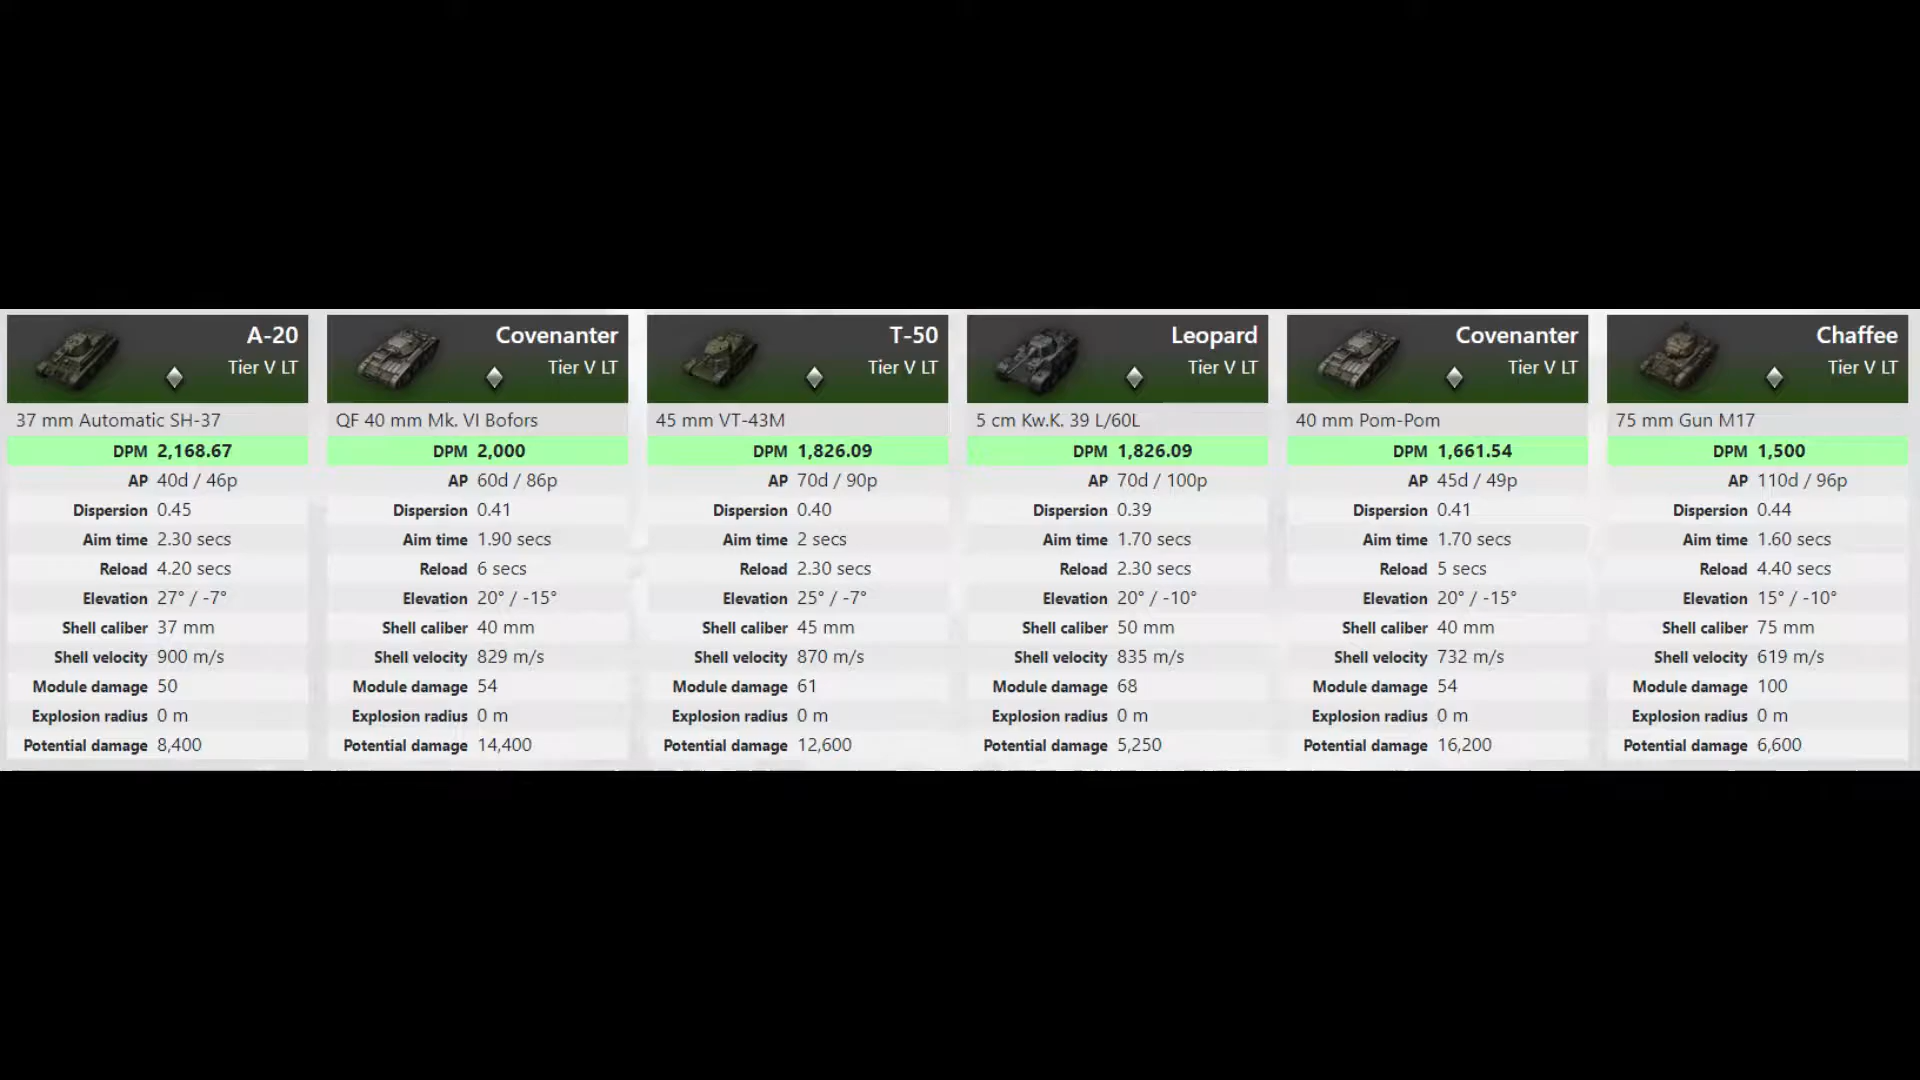 A-20
Tier V LT
37 mm Automatic SH-37
DPM 2,168.67
AP 40d / 46p
Dispersion 0.45
Aim time 2.30 secs
Reload 4.20 secs
Elevation 27° / -7°
Shell caliber 37 mm
Shell velocity 900 m/s
Module damage 50
Explosion radius 0 m
Potential damage 8,400
Covenanter
Tier V LT
QF 40 mm Mk. VI Bofors
DPM 2,000
AP 60d / 86p
Dispersion 0.41
Aim time 1.90 secs
Reload 6 secs
Elevation 20° / -15°
Shell caliber 40 mm
Shell velocity 829 m/s
Module damage 54
Explosion radius 0 m
Potential damage 14,400
T-50
Tier V LT
45 mm VT-43M
DPM 1,826.09
AP 70d / 90p
Dispersion 0.40
Aim time 2 secs
Reload 2.30 secs
Elevation 25° / -7°
Shell caliber 45 mm
Shell velocity 870 m/s
Module damage 61
Explosion radius 0 m
Potential damage 12,600
Leopard
Tier V LT
5 cm Kw.K. 39 L/60L
DPM 1,826.09
AP 70d / 100p
Dispersion 0.39
Aim time 1.70 secs
Reload 2.30 secs
Elevation 20° / -10°
Shell caliber 50 mm
Shell velocity 835 m/s
Module damage 68
Explosion radius 0 m
Potential damage 5,250
Covenanter
Tier V LT
40 mm Pom-Pom
DPM 1,661.54
AP 45d / 49p
Dispersion 0.41
Aim time 1.70 secs
Reload 5 secs
Elevation 20° / -15°
Shell caliber 40 mm
Shell velocity 732 m/s
Module damage 54
Explosion radius 0 m
Potential damage 16,200
Chaffee
Tier V LT
75 mm Gun M17
DPM 1,500
AP 110d / 96p
Dispersion 0.44
Aim time 1.60 secs
Reload 4.40 secs
Elevation 15° / -10°
Shell caliber 75 mm
Shell velocity 619 m/s
Module damage 100
Explosion radius 0 m
Potential damage 6,600